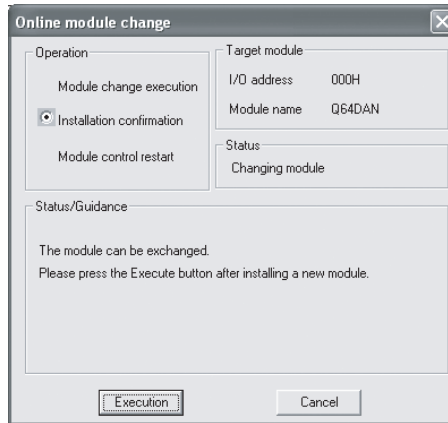 Online module change
Operation
Module change execution
Installation confirmation
Module control restart
Target module
I/O address 000H
Module name Q64DAN
Status
Changing module
Status/Guidance
The module can be exchanged.
Please press the Execute button after installing a new module.
Execution
Cancel